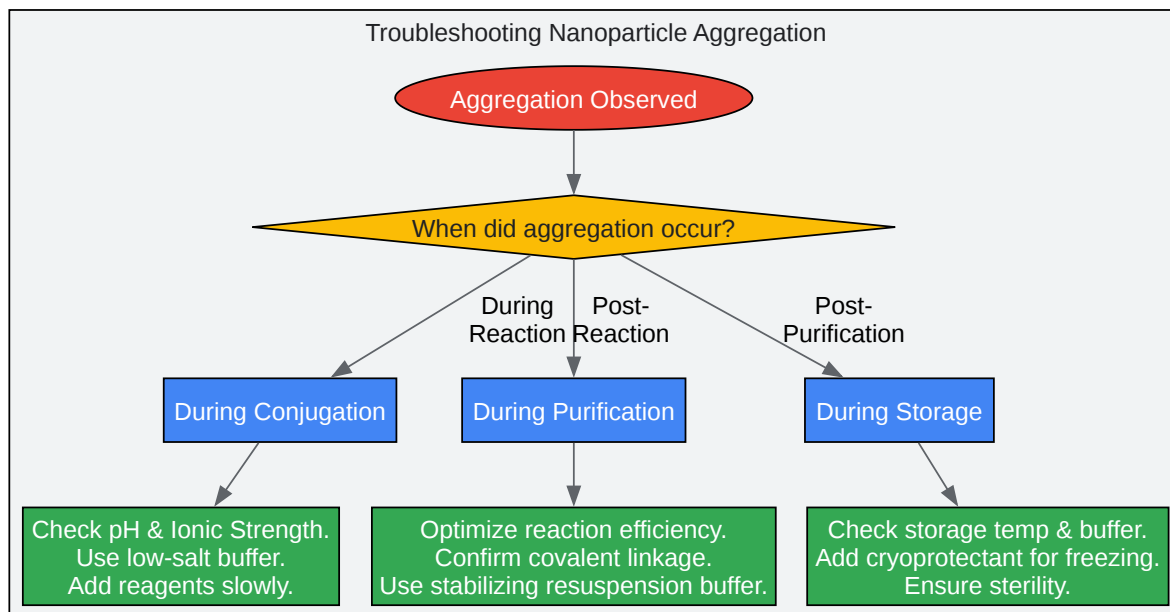 Troubleshooting Nanoparticle Aggregation
Aggregation Observed
When did aggregation occur?
During
Reaction
Post-
Reaction
Post-
Purification
During Conjugation
During Purification
During Storage
Check pH & Ionic Strength.
Use low-salt buffer.
Add reagents slowly.
Optimize reaction efficiency.
Confirm covalent linkage.
Use stabilizing resuspension buffer.
Check storage temp & buffer.
Add cryoprotectant for freezing.
Ensure sterility.